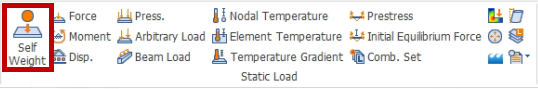 Self
Weight
Force
Press.
Nodal Temperature
Prestress
Moment
Arbitrary Load
Element Temperature
Initial Equilibrium Force
Disp.
Beam Load
Temperature Gradient
Comb. Set
Static Load